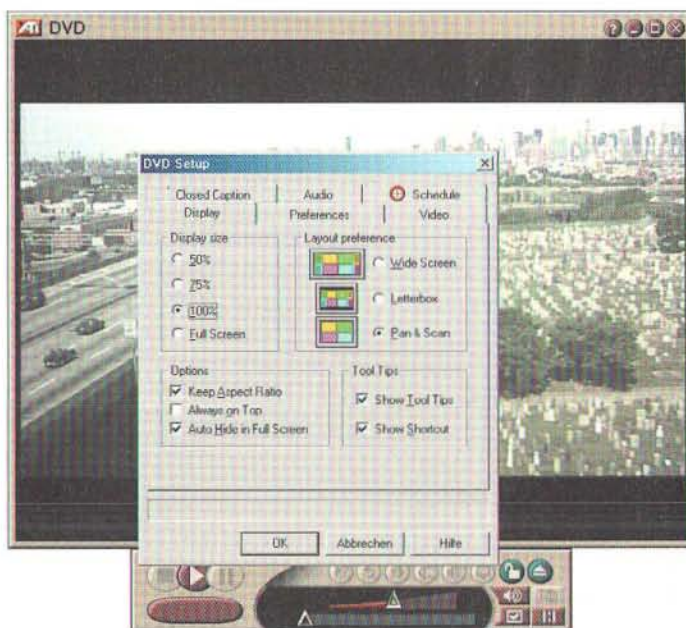 ATI DVD
DVD Setup
Closed Caption Audio Schedule
Display Preferences Video
Display size
50%
75%
100%
Full Screen
Layout preference
Wide Screen
Letterbox
Pan & Scan
Options
Keep Aspect Ratio
Always on Top
Auto Hide in Full Screen
Tool Tips
Show Tool Tips
Show Shortcut
OK Abbrechen Hilfe